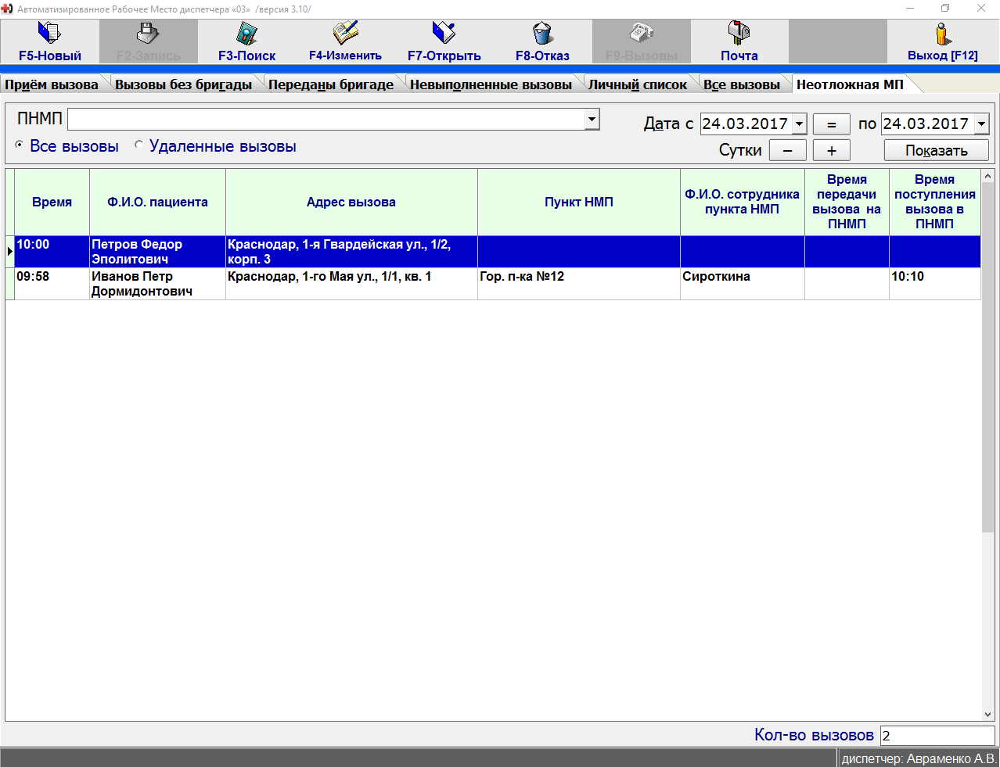 Автоматизированное Рабочее Место диспетчера «03»  /версия 3.10/
F5-Новый
F2-Запись
F3-Поиск
F4-Изменить
F7-Открыть
F8-Отказ
F9-Вызовы
Почта
Выход [F12]
Приём вызова
Вызовы без бригады
Переданы бригаде
Невыполненные вызовы
Личный список
Все вызовы
Неотложная МП
ПНМП
Дата с 24.03.2017 = по 24.03.2017
Все вызовы
Удаленные вызовы
Сутки − +
Показать
Время
Ф.И.О. пациента
Адрес вызова
Пункт НМП
Ф.И.О. сотрудника
пункта НМП
Время
передачи
вызова на
ПНМП
Время
поступления
вызова в
ПНМП
10:00
Петров Федор
Эполитович
Краснодар, 1-я Гвардейская ул., 1/2,
корп. 3
09:58
Иванов Петр
Дормидонтович
Краснодар, 1-го Мая ул., 1/1, кв. 1
Гор. п-ка №12
Сироткина
10:10
Кол-во вызовов 2
диспетчер: Авраменко А.В.